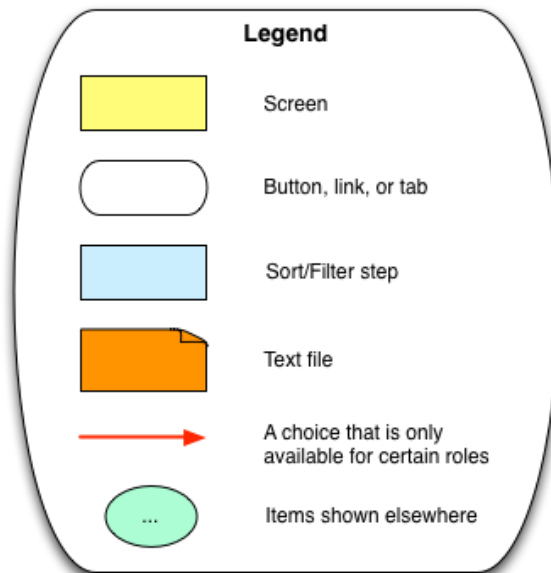 Legend
Screen
Button, link, or tab
Sort/Filter step
Text file
A choice that is only
available for certain roles
...
Items shown elsewhere